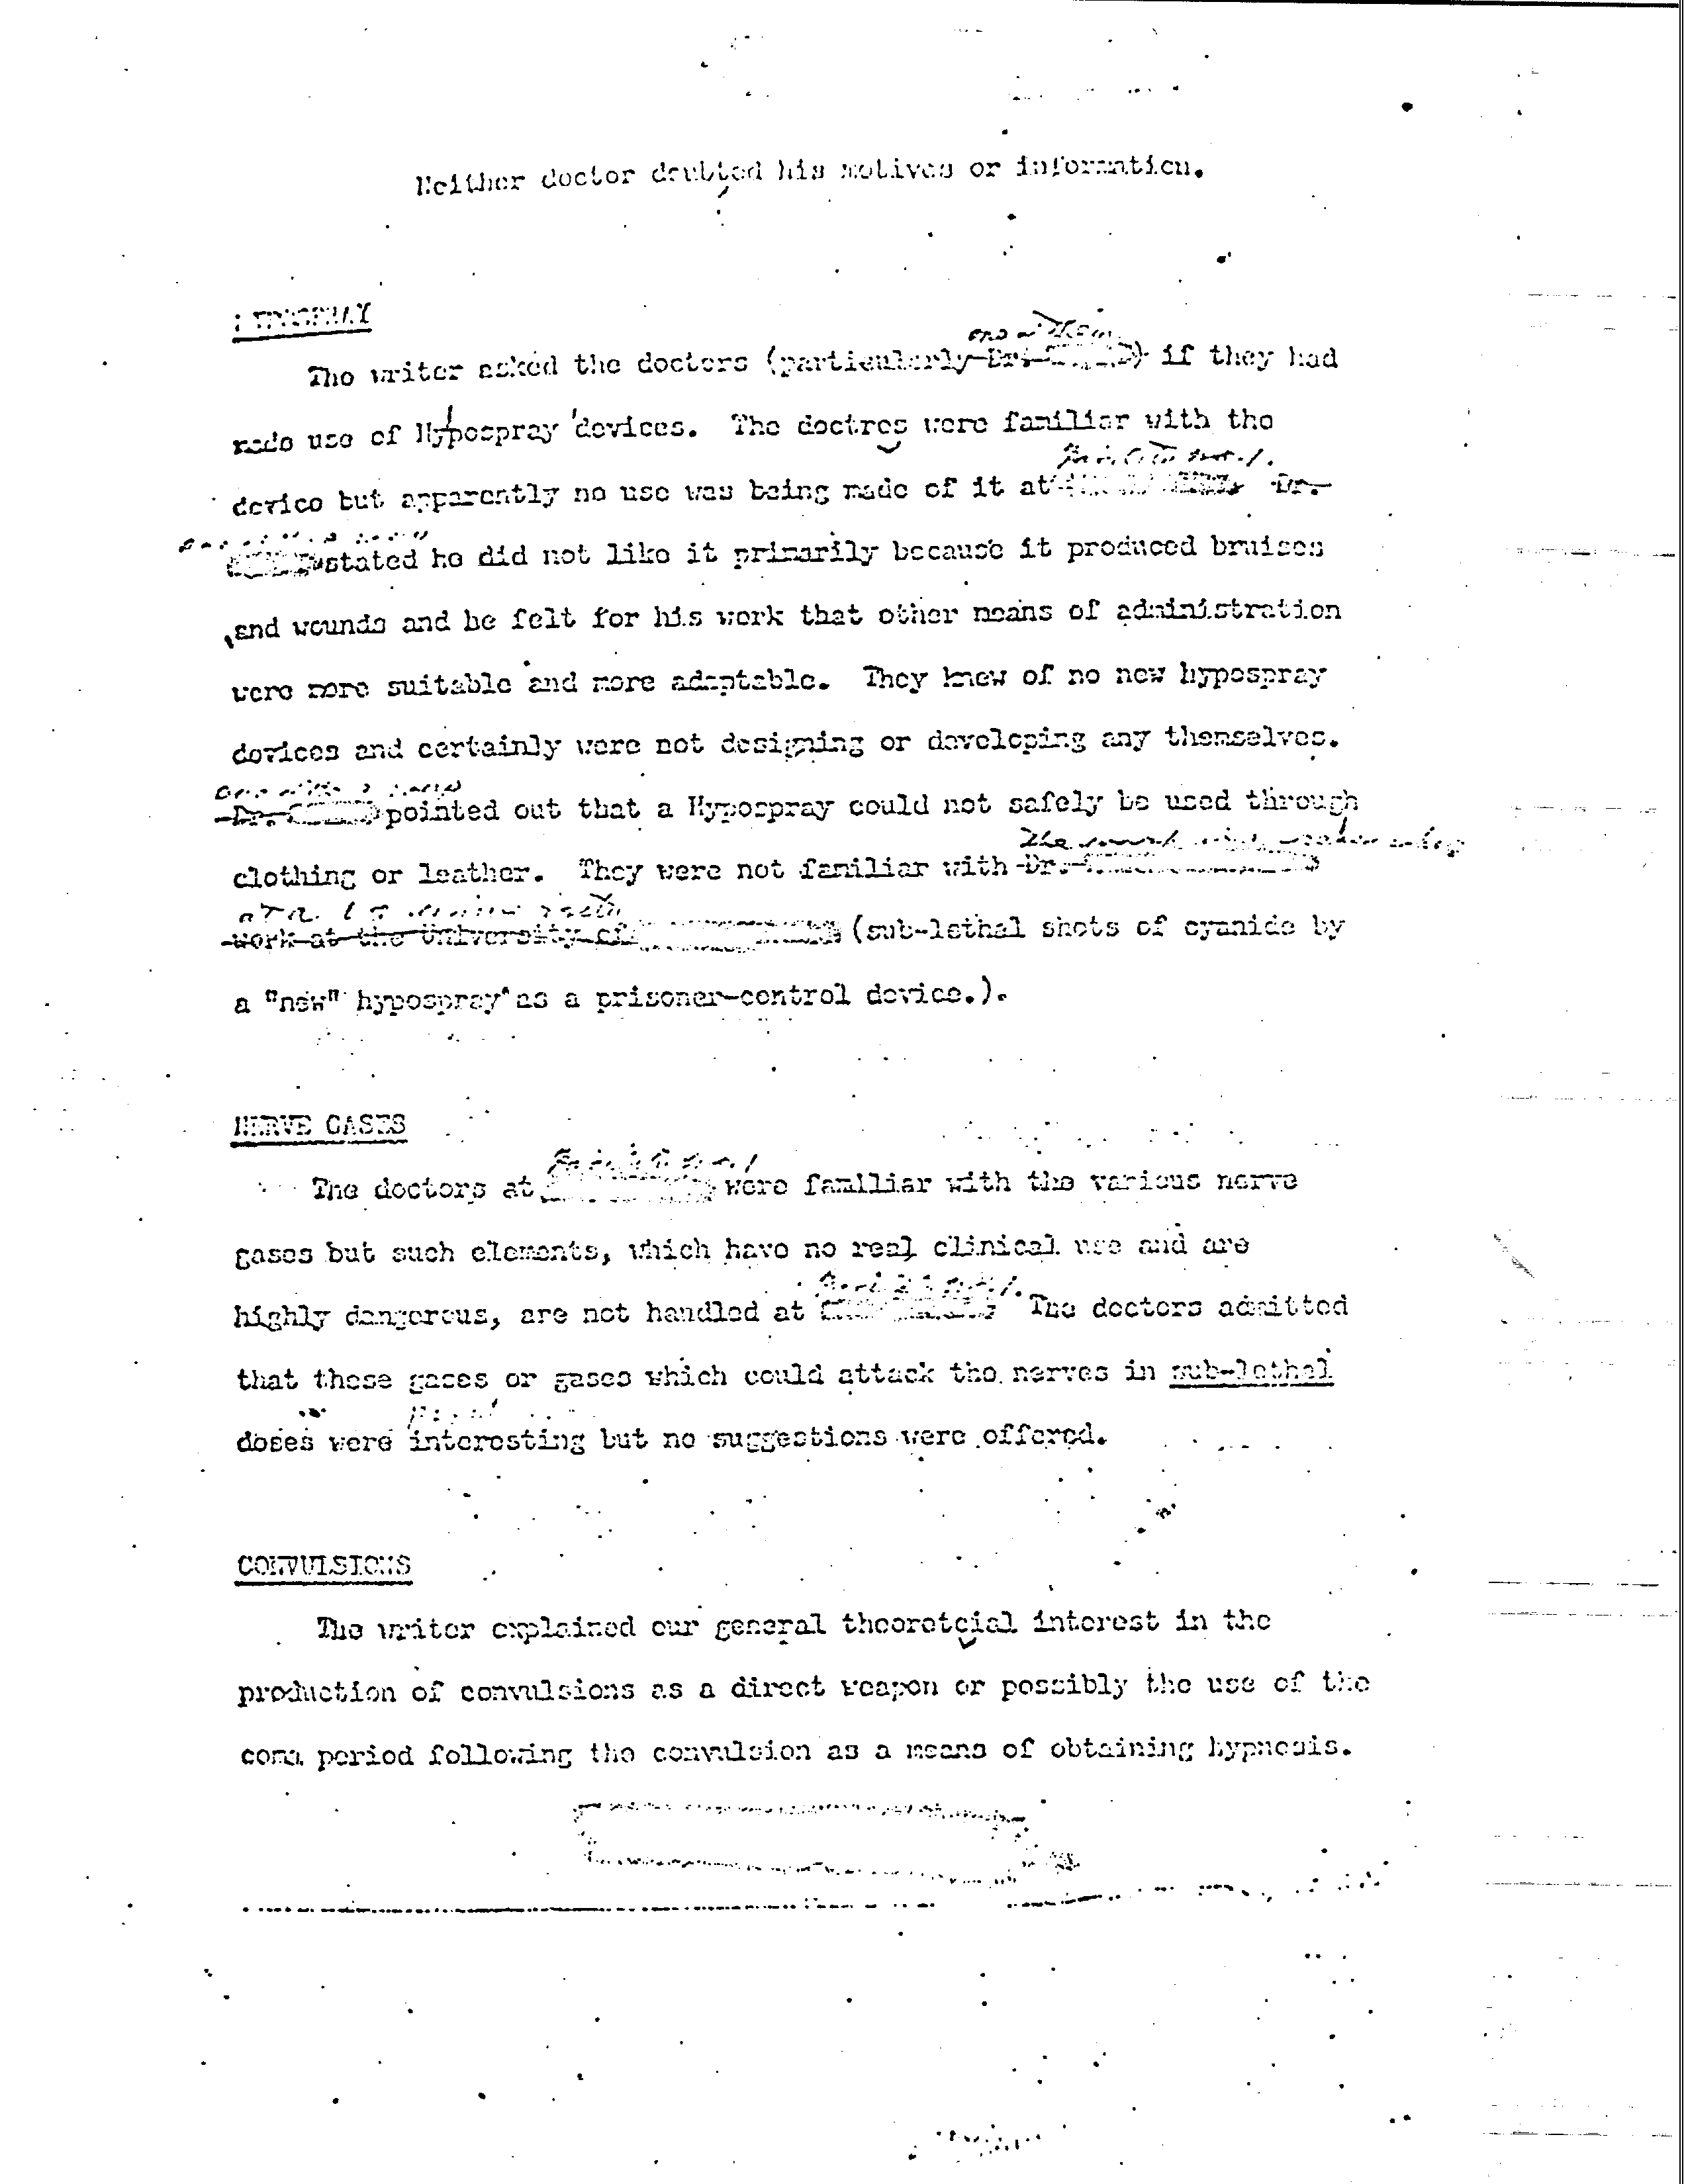 Neither doctor doubted his motives or information.
HYPOSPRAY
The writer asked the doctors (particularly Dr. ) if they had
made use of Hypospray devices. The doctres were familiar with the
device but apparently no use was being made of it at Dr.
stated he did not like it primarily because it produced bruises
and wounds and he felt for his work that other means of administration
were more suitable and more adaptable. They knew of no new hypospray
devices and certainly were not designing or developing any themselves.
Dr. pointed out that a Hypospray could not safely be used through
clothing or leather. They were not familiar with Dr.
work at the University of (sub-lethal shots of cyanide by
a "new" hypospray as a prisoner-control device.).
NERVE GASES
The doctors at were familiar with the various nerve
gases but such elements, which have no real clinical use and are
highly dangerous, are not handled at The doctors admitted
that these gases or gases which could attack the nerves in sub-lethal
doses were interesting but no suggestions were offered.
CONVULSIONS
The writer explained our general theoretcial interest in the
production of convulsions as a direct weapon or possibly the use of the
coma period following the convulsion as a means of obtaining hypnosis.